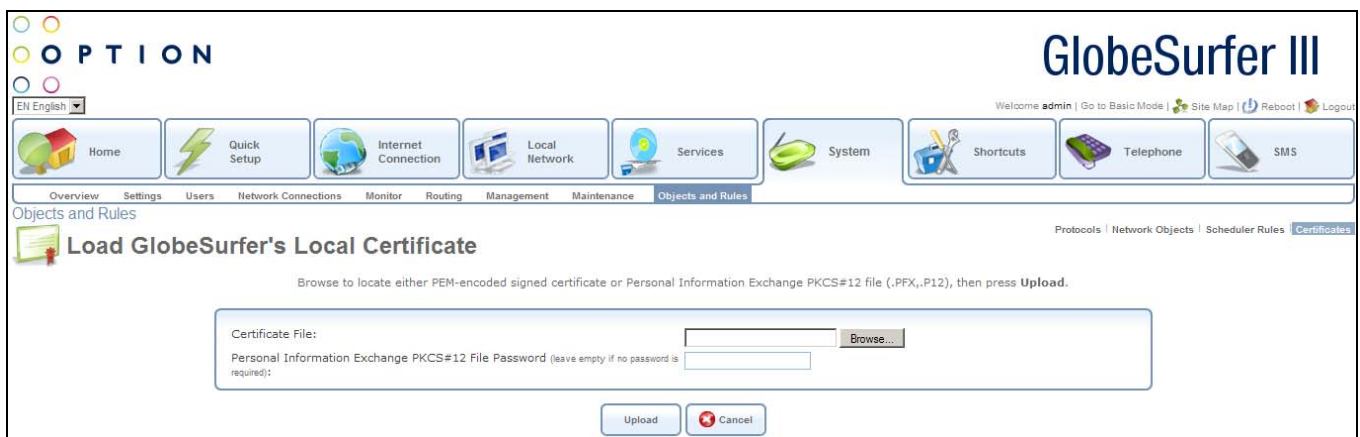 OPTION
GlobeSurfer III
EN English
Welcome admin | Go to Basic Mode | Site Map | Reboot | Logout
Home
Quick Setup
Internet Connection
Local Network
Services
System
Shortcuts
Telephone
SMS
Overview Settings Users Network Connections Monitor Routing Management Maintenance Objects and Rules
Objects and Rules
Protocols | Network Objects | Scheduler Rules | Certificates
Load GlobeSurfer's Local Certificate
Browse to locate either PEM-encoded signed certificate or Personal Information Exchange PKCS#12 file (.PFX,.P12), then press Upload.
Certificate File:
Browse...
Personal Information Exchange PKCS#12 File Password (leave empty if no password is
required):
Upload
Cancel